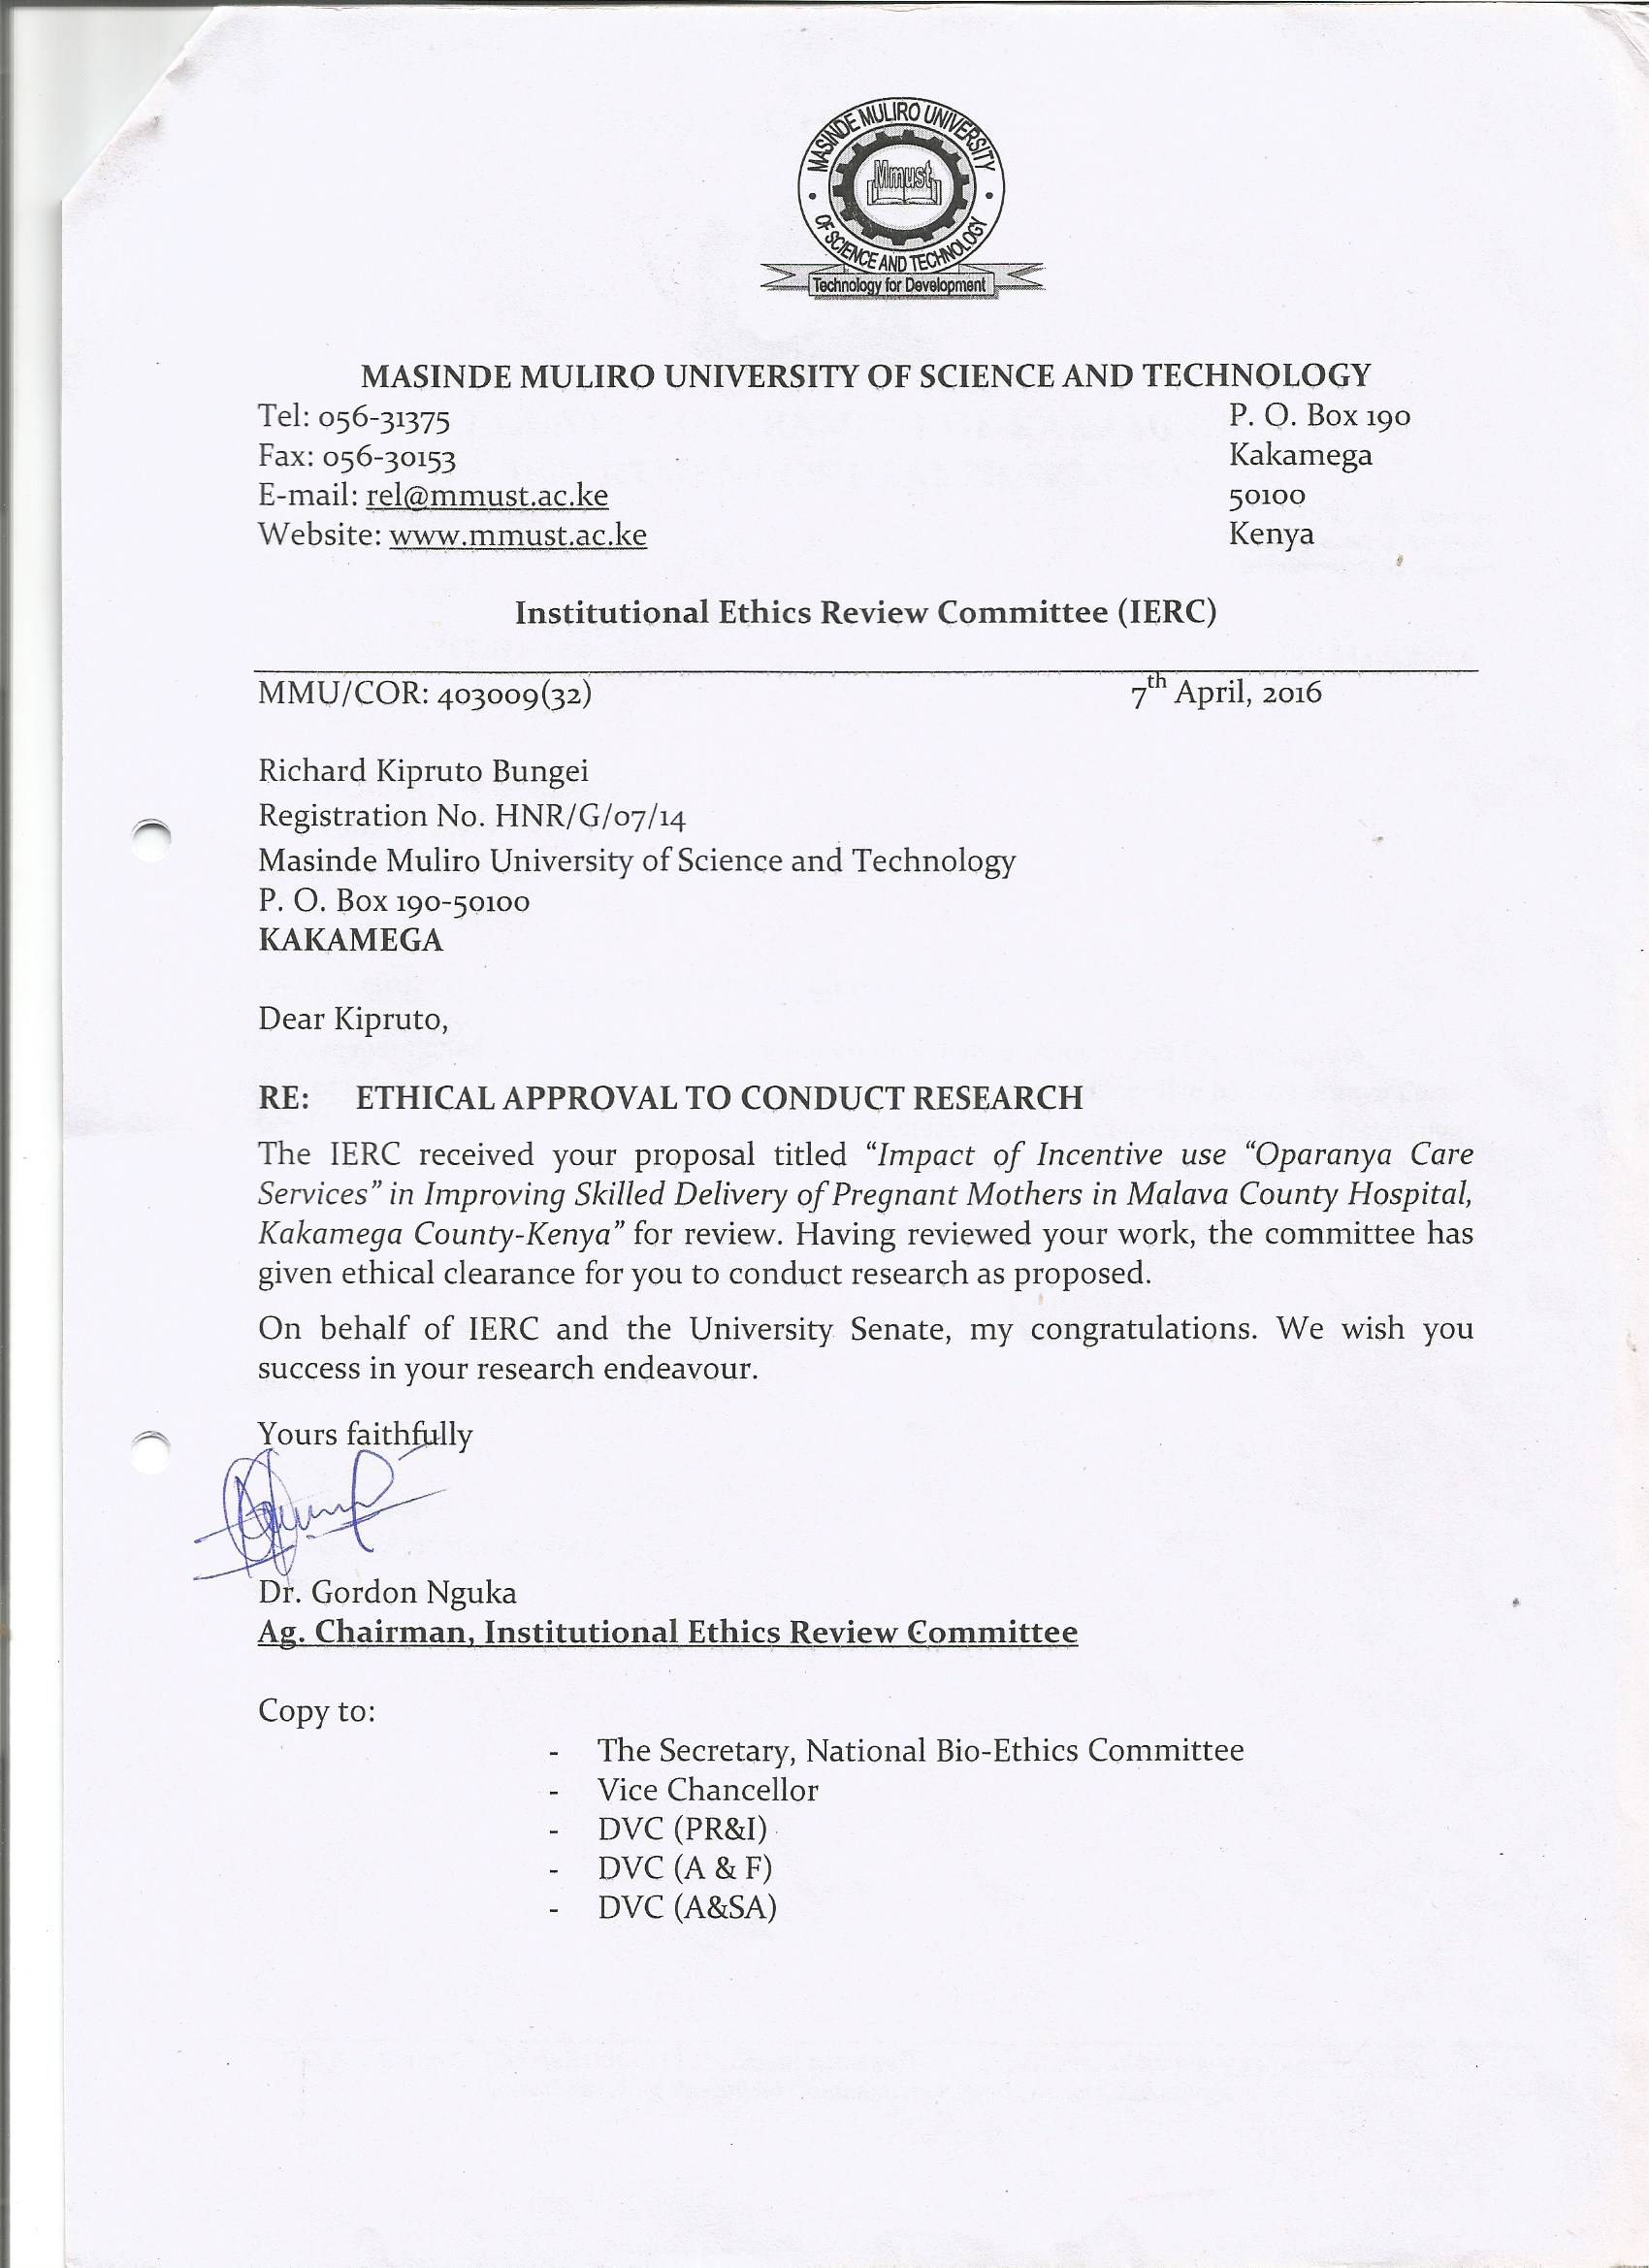 MASINDE MULIRO UNIVERSITY
OF SCIENCE AND TECHNOLOGY
Mmust
Technology for Development
MASINDE MULIRO UNIVERSITY OF SCIENCE AND TECHNOLOGY
Tel: 056-31375 P. O. Box 190
Fax: 056-30153 Kakamega
E-mail: rel@mmust.ac.ke 50100
Website: www.mmust.ac.ke Kenya
Institutional Ethics Review Committee (IERC)
MMU/COR: 403009(32) 7th April, 2016
Richard Kipruto Bungei
Registration No. HNR/G/07/14
Masinde Muliro University of Science and Technology
P. O. Box 190-50100
KAKAMEGA
Dear Kipruto,
RE: ETHICAL APPROVAL TO CONDUCT RESEARCH
The IERC received your proposal titled “Impact of Incentive use “Oparanya Care
Services” in Improving Skilled Delivery of Pregnant Mothers in Malava County Hospital,
Kakamega County-Kenya” for review. Having reviewed your work, the committee has
given ethical clearance for you to conduct research as proposed.
On behalf of IERC and the University Senate, my congratulations. We wish you
success in your research endeavour.
Yours faithfully
Dr. Gordon Nguka
Ag. Chairman, Institutional Ethics Review Committee
Copy to:
- The Secretary, National Bio-Ethics Committee
- Vice Chancellor
- DVC (PR&I)
- DVC (A & F)
- DVC (A&SA)